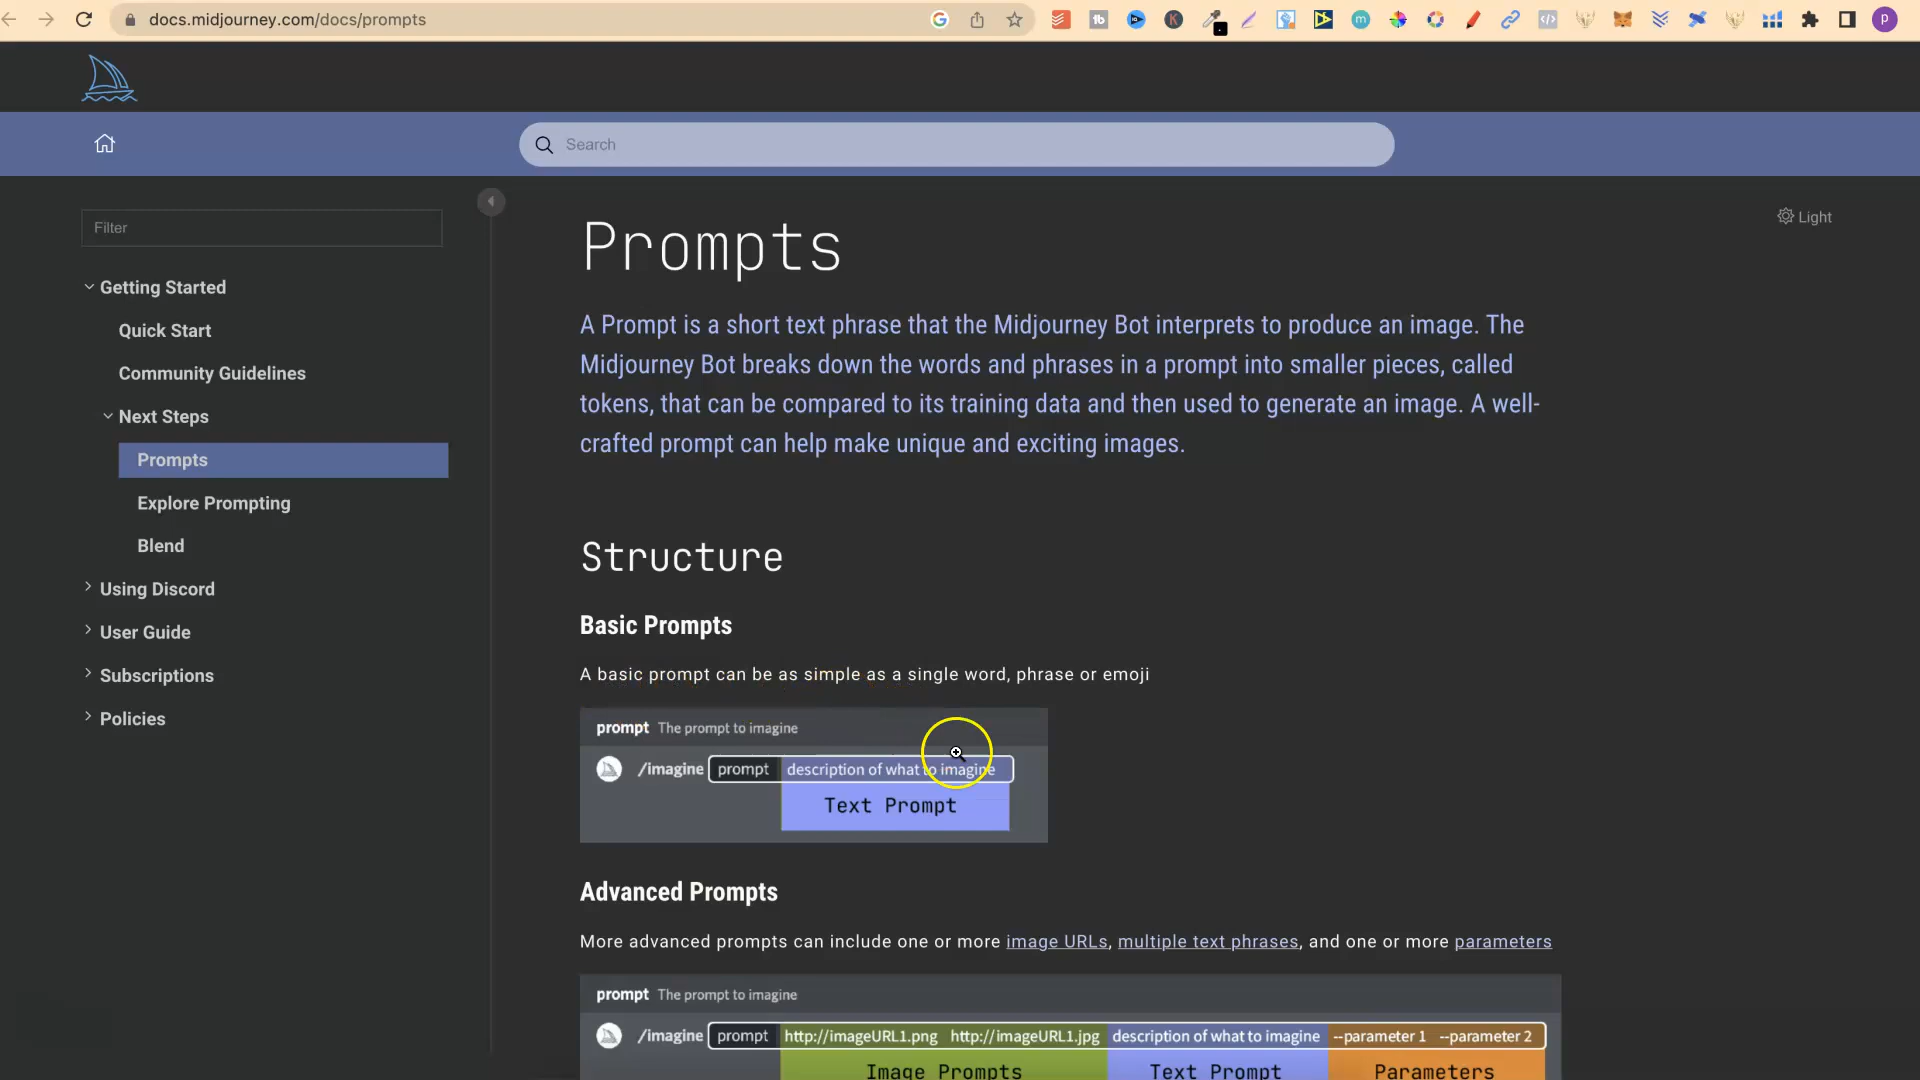 docs.midjourney.com/docs/prompts
Search
Filter
Light
Getting Started
Quick Start
Community Guidelines
Next Steps
Prompts
Explore Prompting
Blend
Using Discord
User Guide
Subscriptions
Policies
Prompts
A Prompt is a short text phrase that the Midjourney Bot interprets to produce an image. The
Midjourney Bot breaks down the words and phrases in a prompt into smaller pieces, called
tokens, that can be compared to its training data and then used to generate an image. A well-
crafted prompt can help make unique and exciting images.
Structure
Basic Prompts
A basic prompt can be as simple as a single word, phrase or emoji
prompt The prompt to imagine
/imagine prompt description of what to imagine
Text Prompt
Advanced Prompts
More advanced prompts can include one or more image URLs, multiple text phrases, and one or more parameters
prompt The prompt to imagine
/imagine prompt http://imageURL1.png http://imageURL1.jpg description of what to imagine --parameter 1 --parameter 2
Image Prompts Text Prompt Parameters